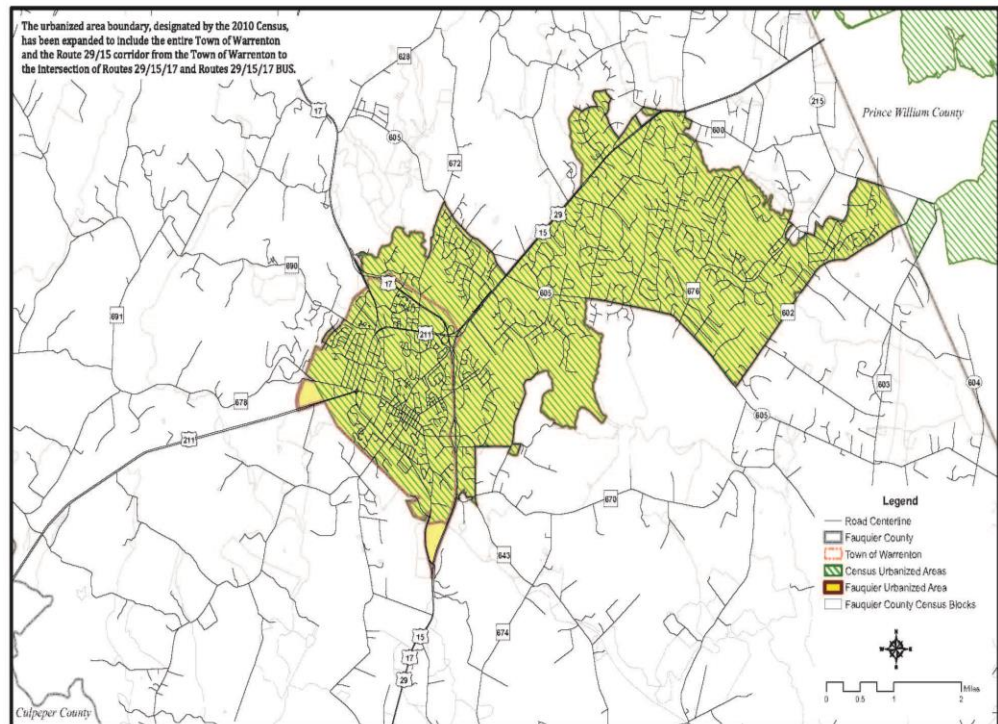 The urbanized area boundary, designated by the 2010 Census,
has been expanded to include the entire Town of Warrenton
and the Route 29/15 corridor from the Town of Warrenton to
the intersection of Routes 29/15/17 and Routes 29/15/17 BUS.
628
17
215
605
600
Prince William County
672
29
15
690
17
605
676
691
211
602
678
603
604
605
211
670
643
674
15
17
29
Culpeper County
Legend
Road Centerline
Fauquier County
Town of Warrenton
Census Urbanized Areas
Fauquier Urbanized Area
Fauquier County Census Blocks
N
Miles
0 0.5 1 2